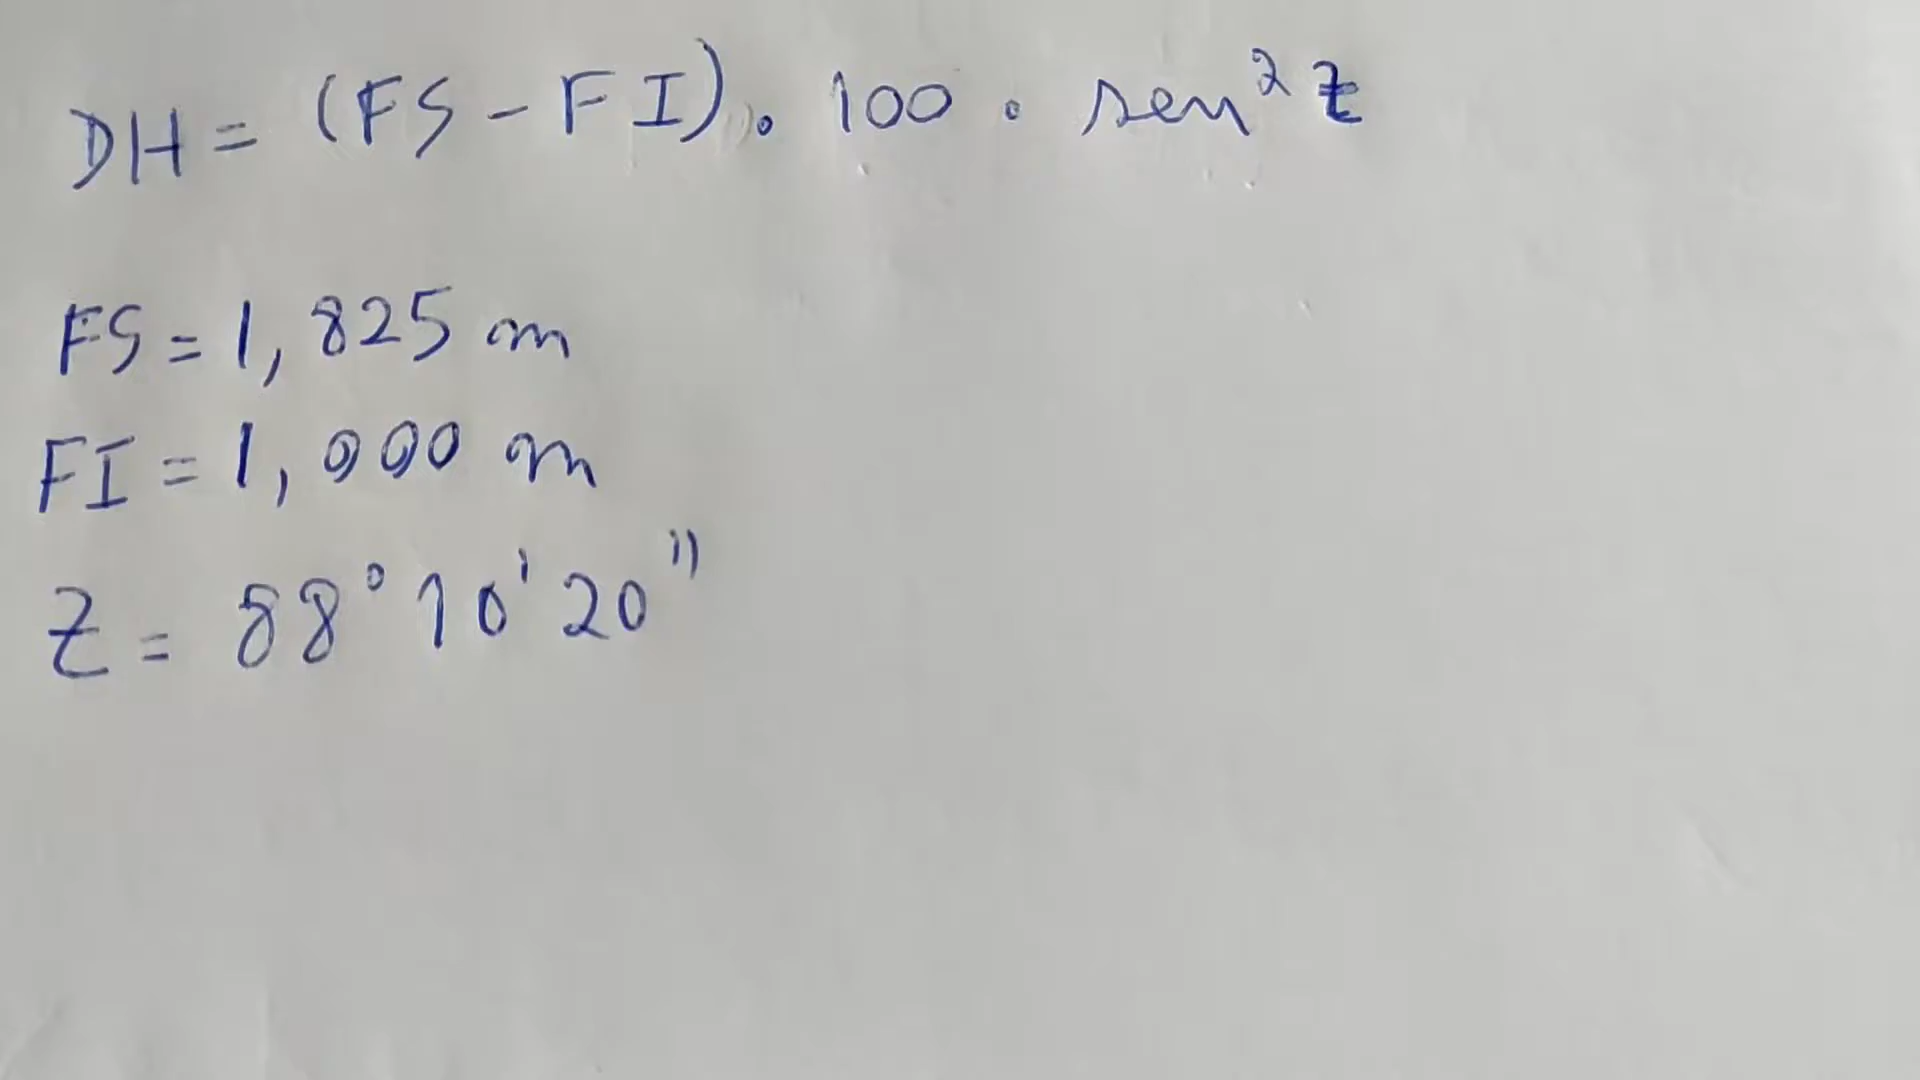 DH = (FS - FI). 100 . sen² Z
FS = 1,825 m
FI = 1,000 m
Z = 88° 10' 20"